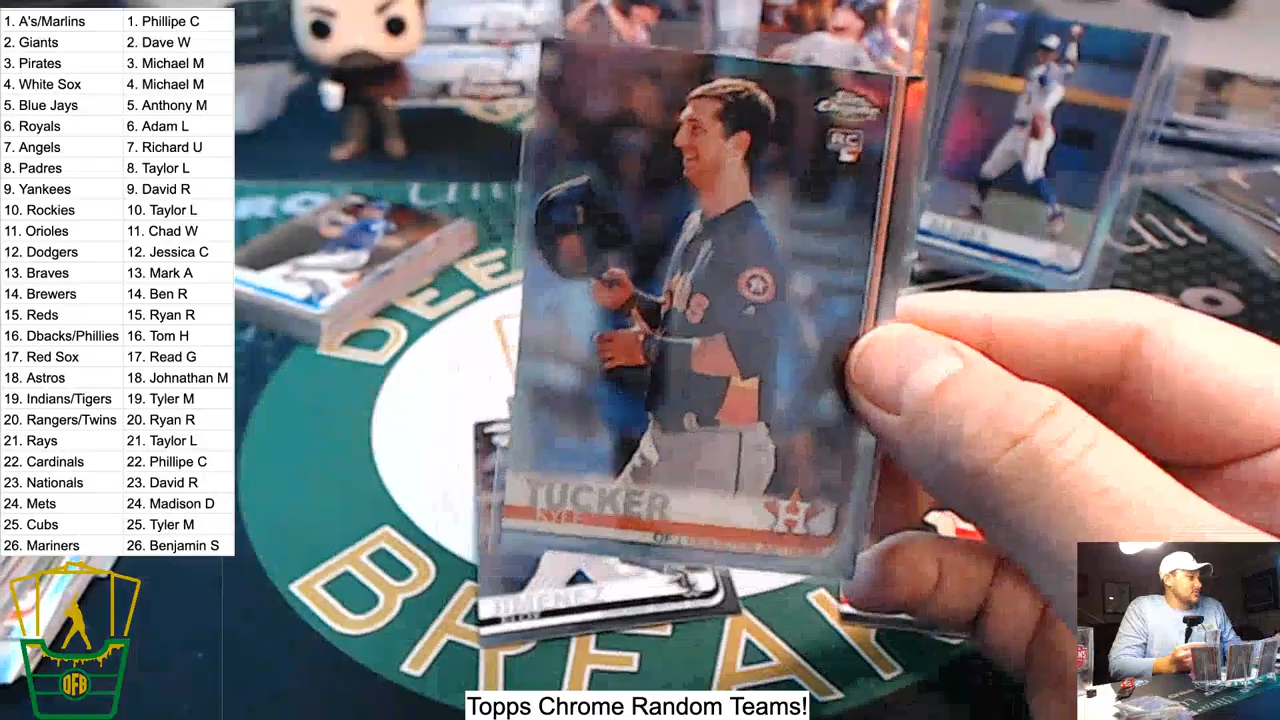 1. A's/Marlins 1. Phillipe C
2. Giants 2. Dave W
3. Pirates 3. Michael M
4. White Sox 4. Michael M
5. Blue Jays 5. Anthony M
6. Royals 6. Adam L
7. Angels 7. Richard U
8. Padres 8. Taylor L
9. Yankees 9. David R
10. Rockies 10. Taylor L
11. Orioles 11. Chad W
12. Dodgers 12. Jessica C
13. Braves 13. Mark A
14. Brewers 14. Ben R
15. Reds 15. Ryan R
16. Dbacks/Phillies 16. Tom H
17. Red Sox 17. Read G
18. Astros 18. Johnathan M
19. Indians/Tigers 19. Tyler M
20. Rangers/Twins 20. Ryan R
21. Rays 21. Taylor L
22. Cardinals 22. Phillipe C
23. Nationals 23. David R
24. Mets 24. Madison D
25. Cubs 25. Tyler M
26. Mariners 26. Benjamin S
RC
TUCKER
KYLE
OF
H
JIMENEZ
ELOY
DEE
BREAK
OFB
Topps Chrome Random Teams!